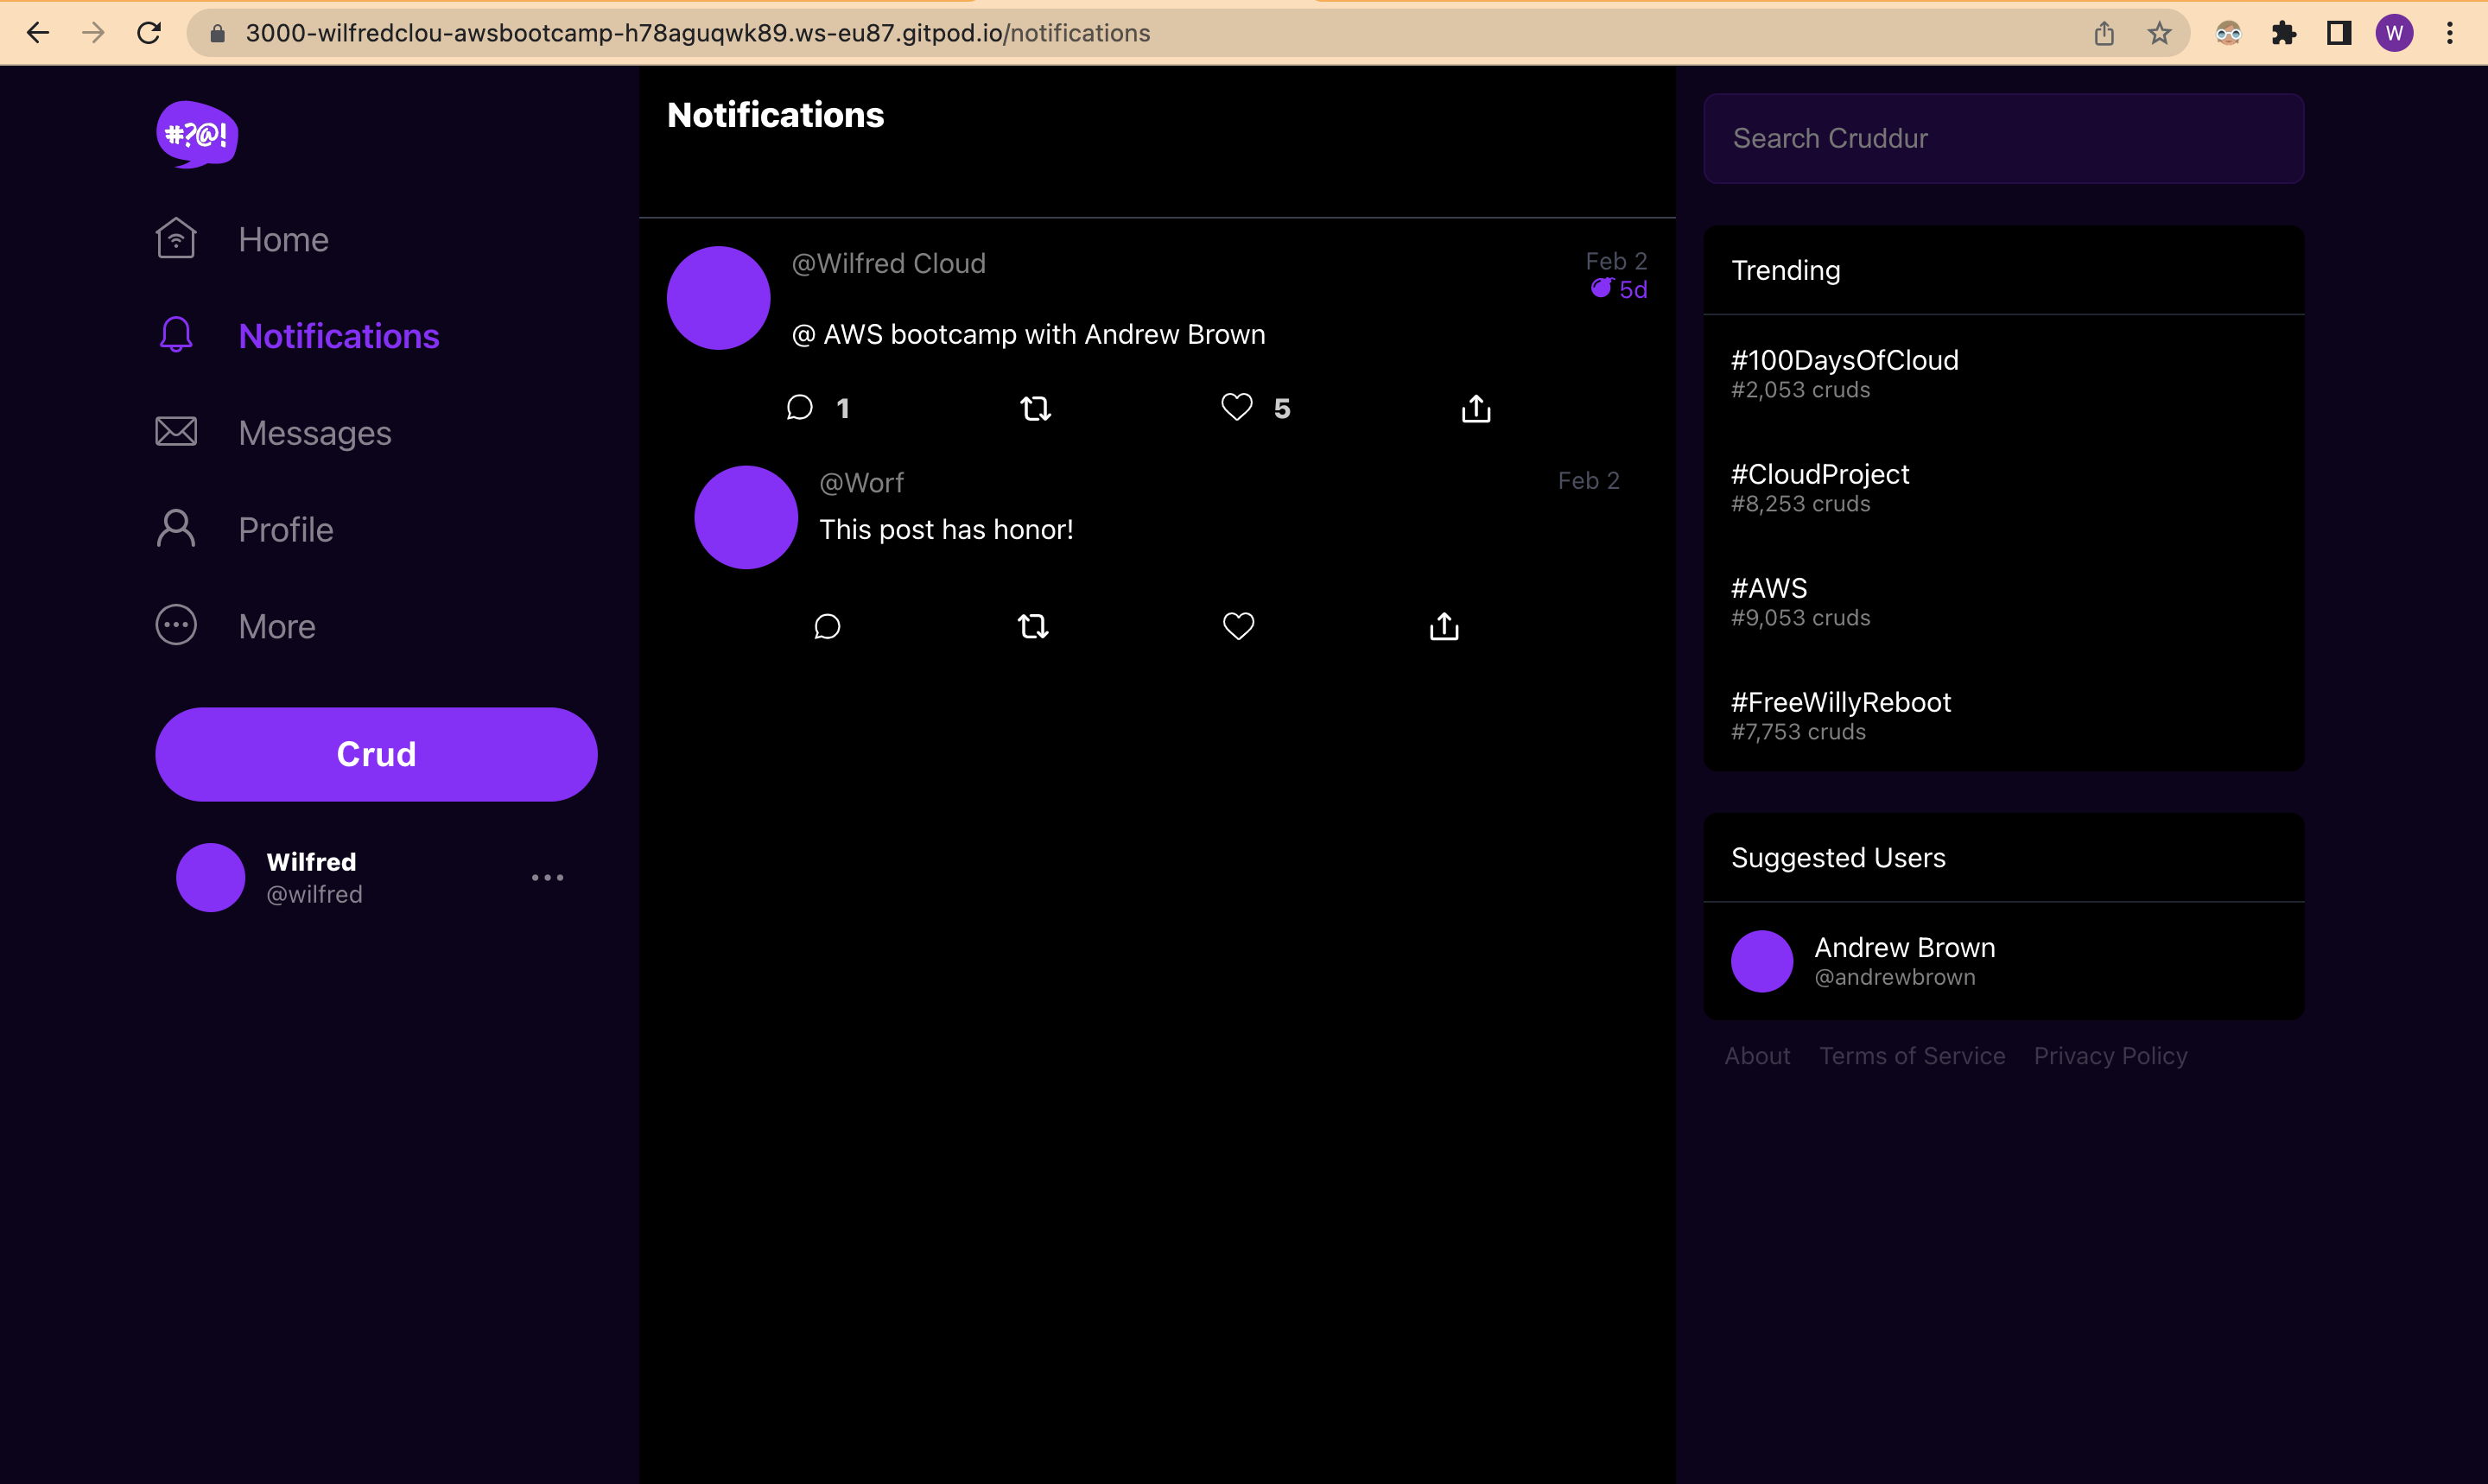 3000-wilfredclou-awsbootcamp-h78aguqwk89.ws-eu87.gitpod.io/notifications
W
#?@!
Home
Notifications
Messages
Profile
More
Crud
Wilfred
@wilfred
Notifications
@Wilfred Cloud
Feb 2
5d
@ AWS bootcamp with Andrew Brown
1
5
@Worf
Feb 2
This post has honor!
Search Cruddur
Trending
#100DaysOfCloud
#2,053 cruds
#CloudProject
#8,253 cruds
#AWS
#9,053 cruds
#FreeWillyReboot
#7,753 cruds
Suggested Users
Andrew Brown
@andrewbrown
About Terms of Service Privacy Policy